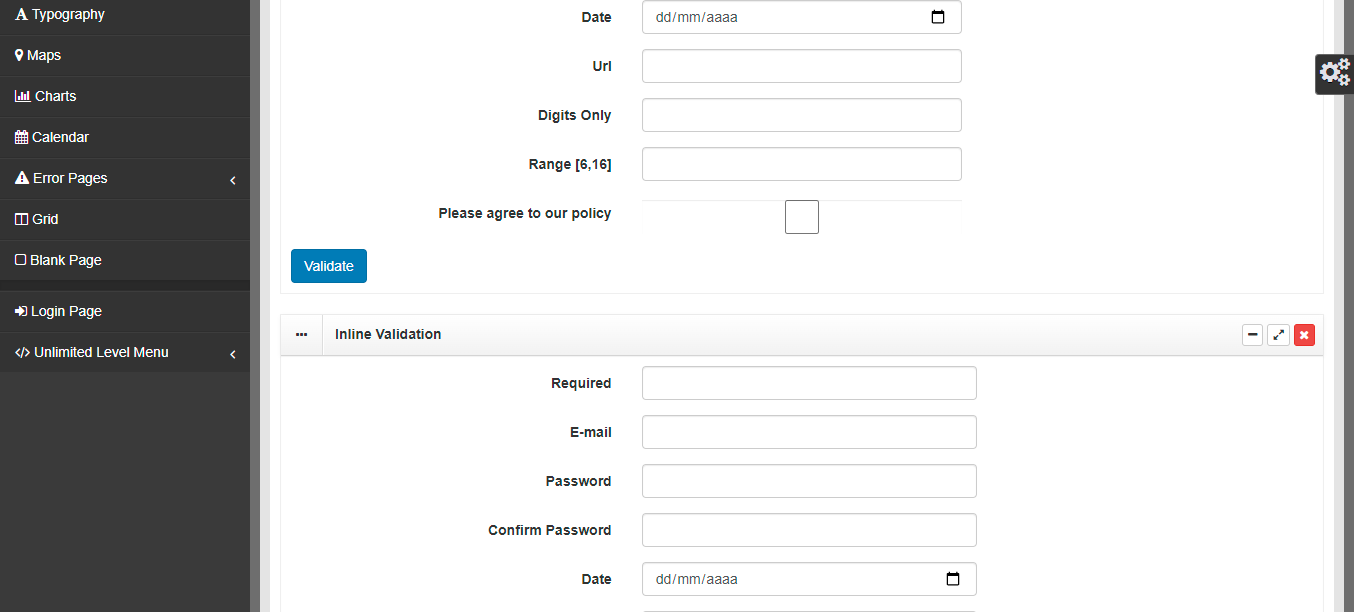 Typography
Maps
Charts
Calendar
Error Pages
Grid
Blank Page
Login Page
Unlimited Level Menu
Date dd/mm/aaaa
Url
Digits Only
Range [6,16]
Please agree to our policy
Validate
Inline Validation
Required
E-mail
Password
Confirm Password
Date dd/mm/aaaa